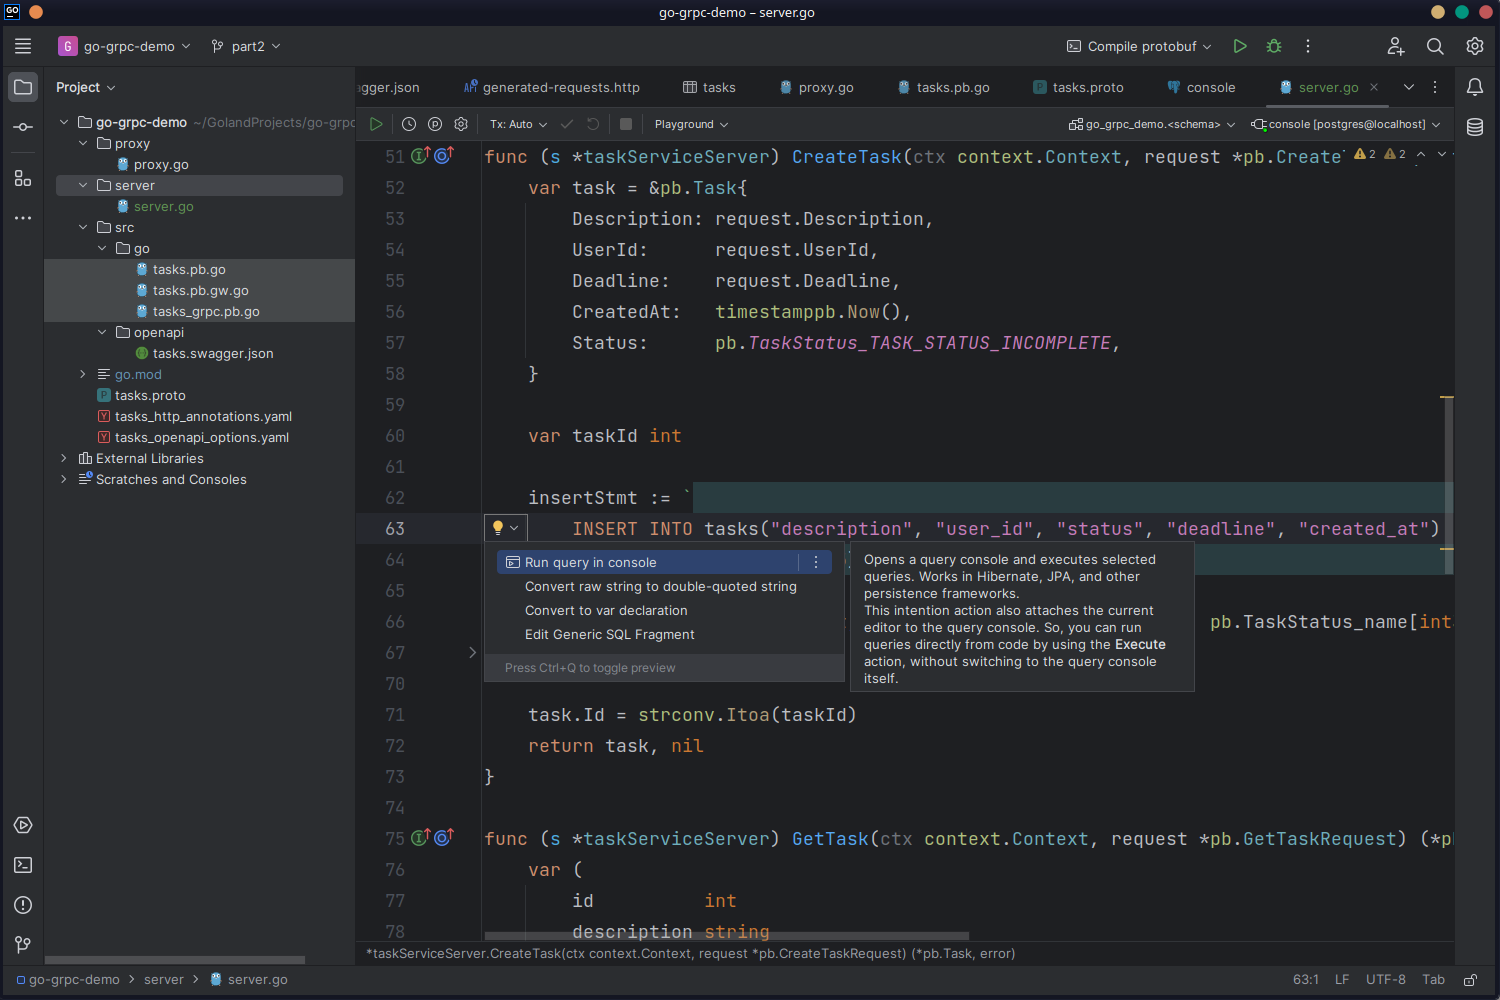 GO
go-grpc-demo – server.go
G go-grpc-demo
part2
Compile protobuf
Project
gger.json
API generated-requests.http
tasks
proxy.go
tasks.pb.go
P tasks.proto
console
server.go
Tx: Auto
Playground
go_grpc_demo.<schema>
console [postgres@localhost]
go-grpc-demo ~/GolandProjects/go-grpc
proxy
proxy.go
server
server.go
src
go
tasks.pb.go
tasks.pb.gw.go
tasks_grpc.pb.go
openapi
tasks.swagger.json
go.mod
P tasks.proto
Y tasks_http_annotations.yaml
Y tasks_openapi_options.yaml
External Libraries
Scratches and Consoles
51 func (s *taskServiceServer) CreateTask(ctx context.Context, request *pb.Create
2 2
52 var task = &pb.Task{
53 Description: request.Description,
54 UserId: request.UserId,
55 Deadline: request.Deadline,
56 CreatedAt: timestamppb.Now(),
57 Status: pb.TaskStatus_TASK_STATUS_INCOMPLETE,
58 }
59
60 var taskId int
61
62 insertStmt := `
63 INSERT INTO tasks("description", "user_id", "status", "deadline", "created_at")
64
65
66 pb.TaskStatus_name[int
67
70
71 task.Id = strconv.Itoa(taskId)
72 return task, nil
73 }
74
75 func (s *taskServiceServer) GetTask(ctx context.Context, request *pb.GetTaskRequest) (*p
76 var (
77 id int
78 description string
Run query in console
Convert raw string to double-quoted string
Convert to var declaration
Edit Generic SQL Fragment
Press Ctrl+Q to toggle preview
Opens a query console and executes selected
queries. Works in Hibernate, JPA, and other
persistence frameworks.
This intention action also attaches the current
editor to the query console. So, you can run
queries directly from code by using the Execute
action, without switching to the query console
itself.
*taskServiceServer.CreateTask(ctx context.Context, request *pb.CreateTaskRequest) (*pb.Task, error)
go-grpc-demo > server > server.go
63:1 LF UTF-8 Tab